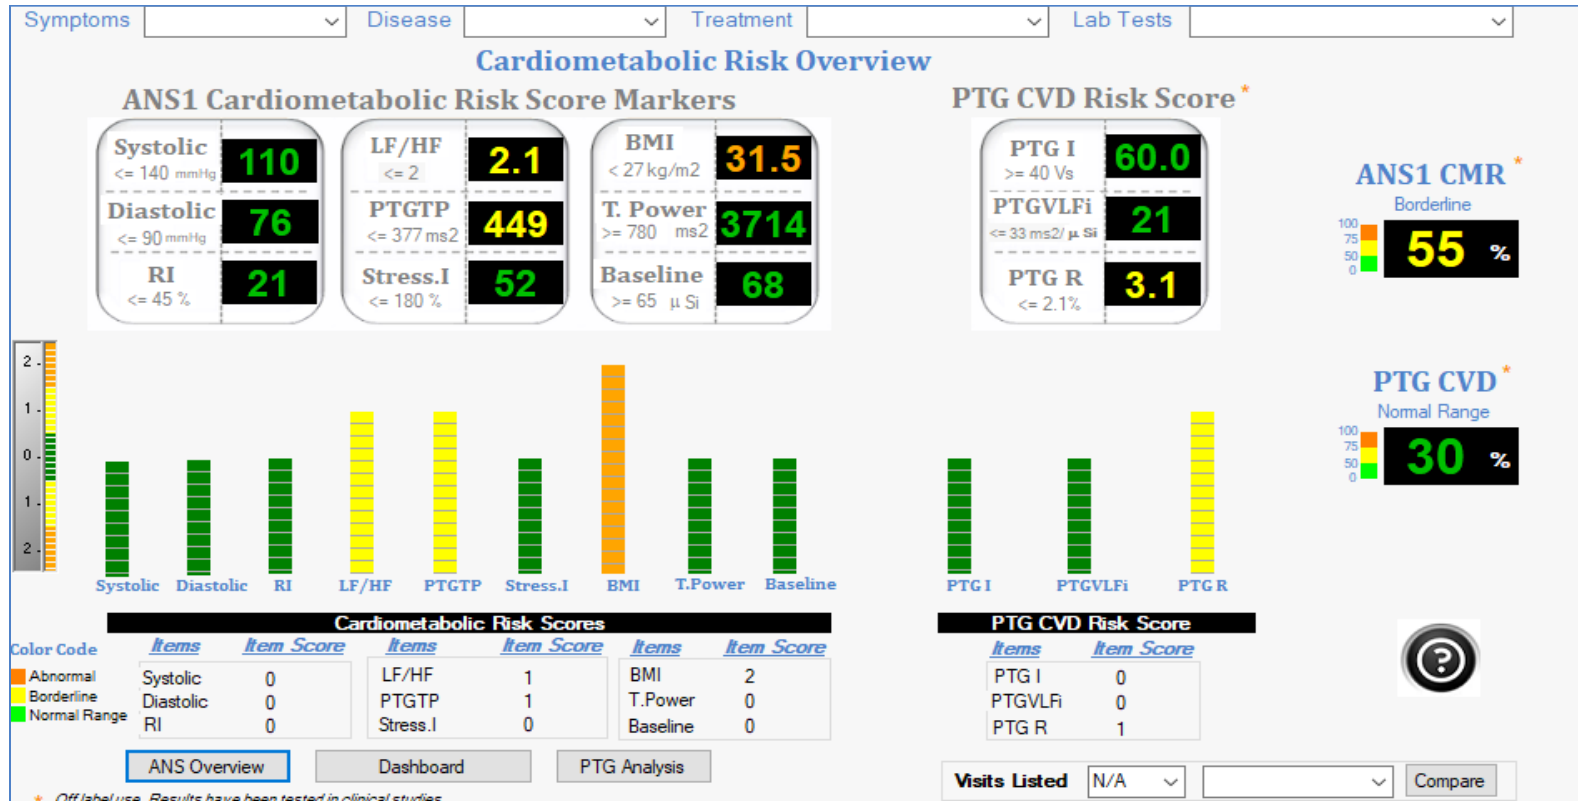 Symptoms Disease Treatment Lab Tests
Cardiometabolic Risk Overview
ANS1 Cardiometabolic Risk Score Markers
Systolic
<= 140 mmHg
110
Diastolic
<= 90 mmHg
76
RI
<= 45 %
21
LF/HF
<= 2
2.1
PTGTP
<= 377 ms2
449
Stress.I
<= 180 %
52
BMI
< 27 kg/m2
31.5
T. Power
>= 780 ms2
3714
Baseline
>= 65 μ Si
68
PTG CVD Risk Score *
PTG I
>= 40 Vs
60.0
PTGVLFi
<= 33 ms2/ μ Si
21
PTG R
<= 2.1%
3.1
ANS1 CMR *
Borderline
100
75
50
0
55 %
PTG CVD *
Normal Range
100
75
50
0
30 %
2
1
0
1
2
Systolic Diastolic RI LF/HF PTGTP Stress.I BMI T.Power Baseline
PTG I PTGVLFi PTG R
Cardiometabolic Risk Scores
Items Item Score Items Item Score Items Item Score
Systolic 0 LF/HF 1 BMI 2
Diastolic 0 PTGTP 1 T.Power 0
RI 0 Stress.I 0 Baseline 0
PTG CVD Risk Score
Items Item Score
PTG I 0
PTGVLFi 0
PTG R 1
Color Code
Abnormal
Borderline
Normal Range
?
ANS Overview Dashboard PTG Analysis
Visits Listed N/A Compare
* Off label use. Results have been tested in clinical studies